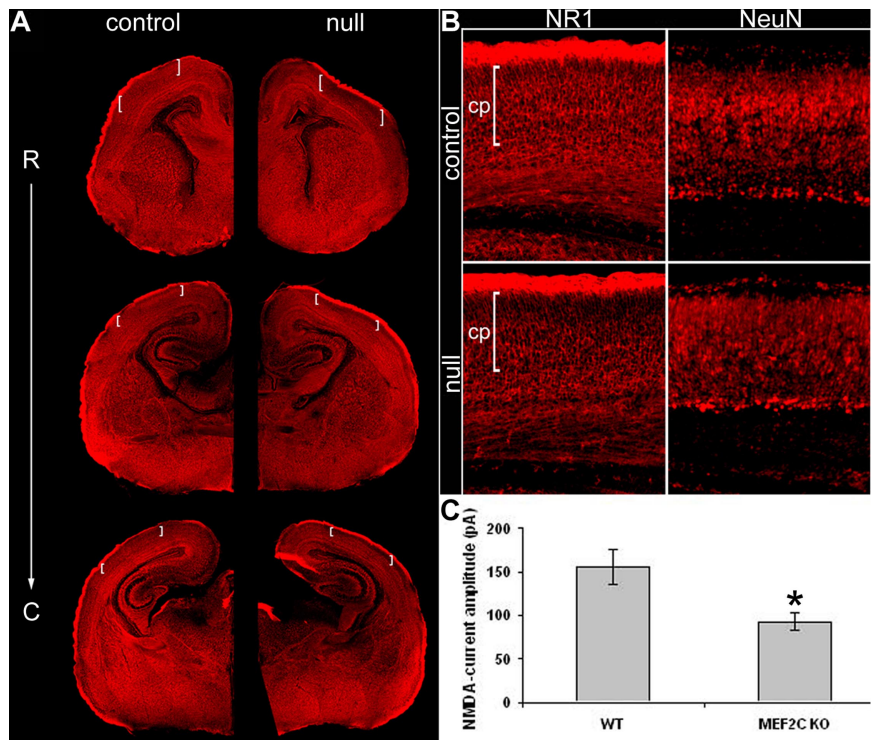 A
control
null
R
C
B
NR1
NeuN
control
cp
null
cp
C
NMDA-current amplitude (pA)
200
150
100
50
0
*
WT
MEF2C KO